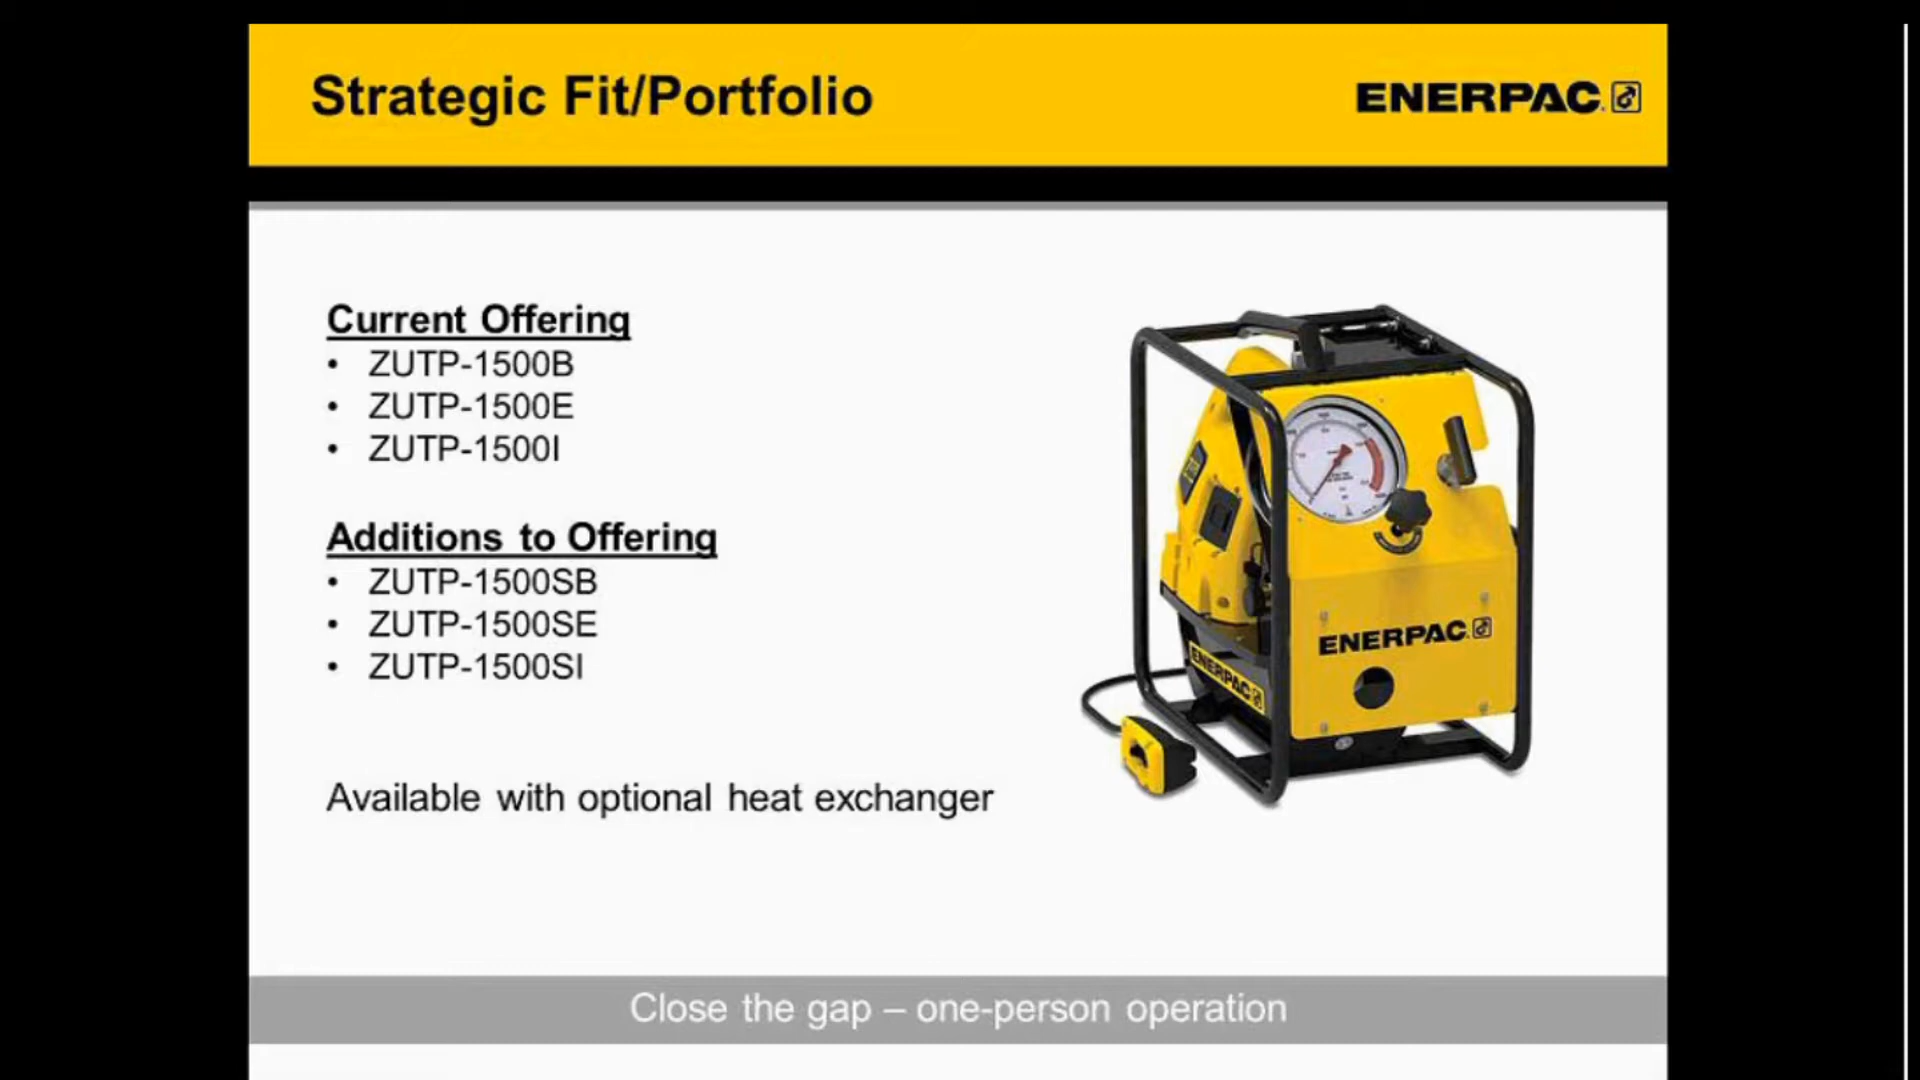 Strategic Fit/Portfolio
ENERPAC
Current Offering
• ZUTP-1500B
• ZUTP-1500E
• ZUTP-1500I
Additions to Offering
• ZUTP-1500SB
• ZUTP-1500SE
• ZUTP-1500SI
Available with optional heat exchanger
ENERPAC
ENERPAC
Close the gap – one-person operation